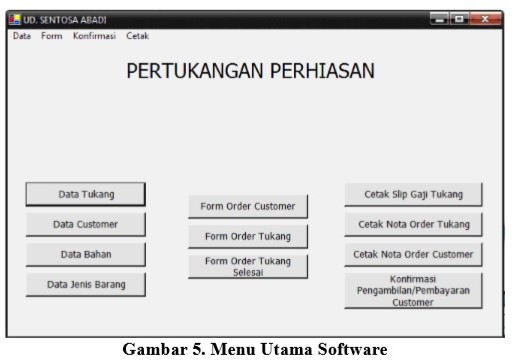 UD. SENTOSA ABADI
Data Form Konfirmasi Cetak
PERTUKANGAN PERHIASAN
Data Tukang
Data Customer
Data Bahan
Data Jenis Barang
Form Order Customer
Form Order Tukang
Form Order Tukang
Selesai
Cetak Slip Gaji Tukang
Cetak Nota Order Tukang
Cetak Nota Order Customer
Konfirmasi
Pengambilan/Pembayaran
Customer
Gambar 5. Menu Utama Software